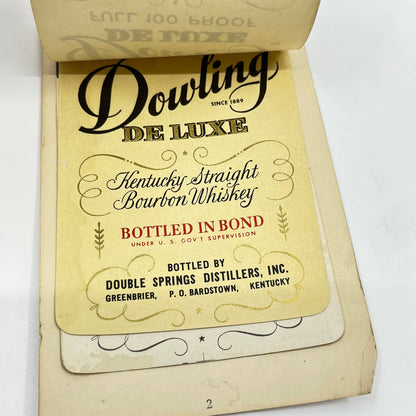 FULL 100 PROOF
DE LUXE
Dowling
SINCE 1889
DE LUXE
Kentucky Straight
Bourbon Whiskey
BOTTLED IN BOND
UNDER U. S. GOV'T SUPERVISION
BOTTLED BY
DOUBLE SPRINGS DISTILLERS, INC.
GREENBRIER, P. O. BARDSTOWN, KENTUCKY
2